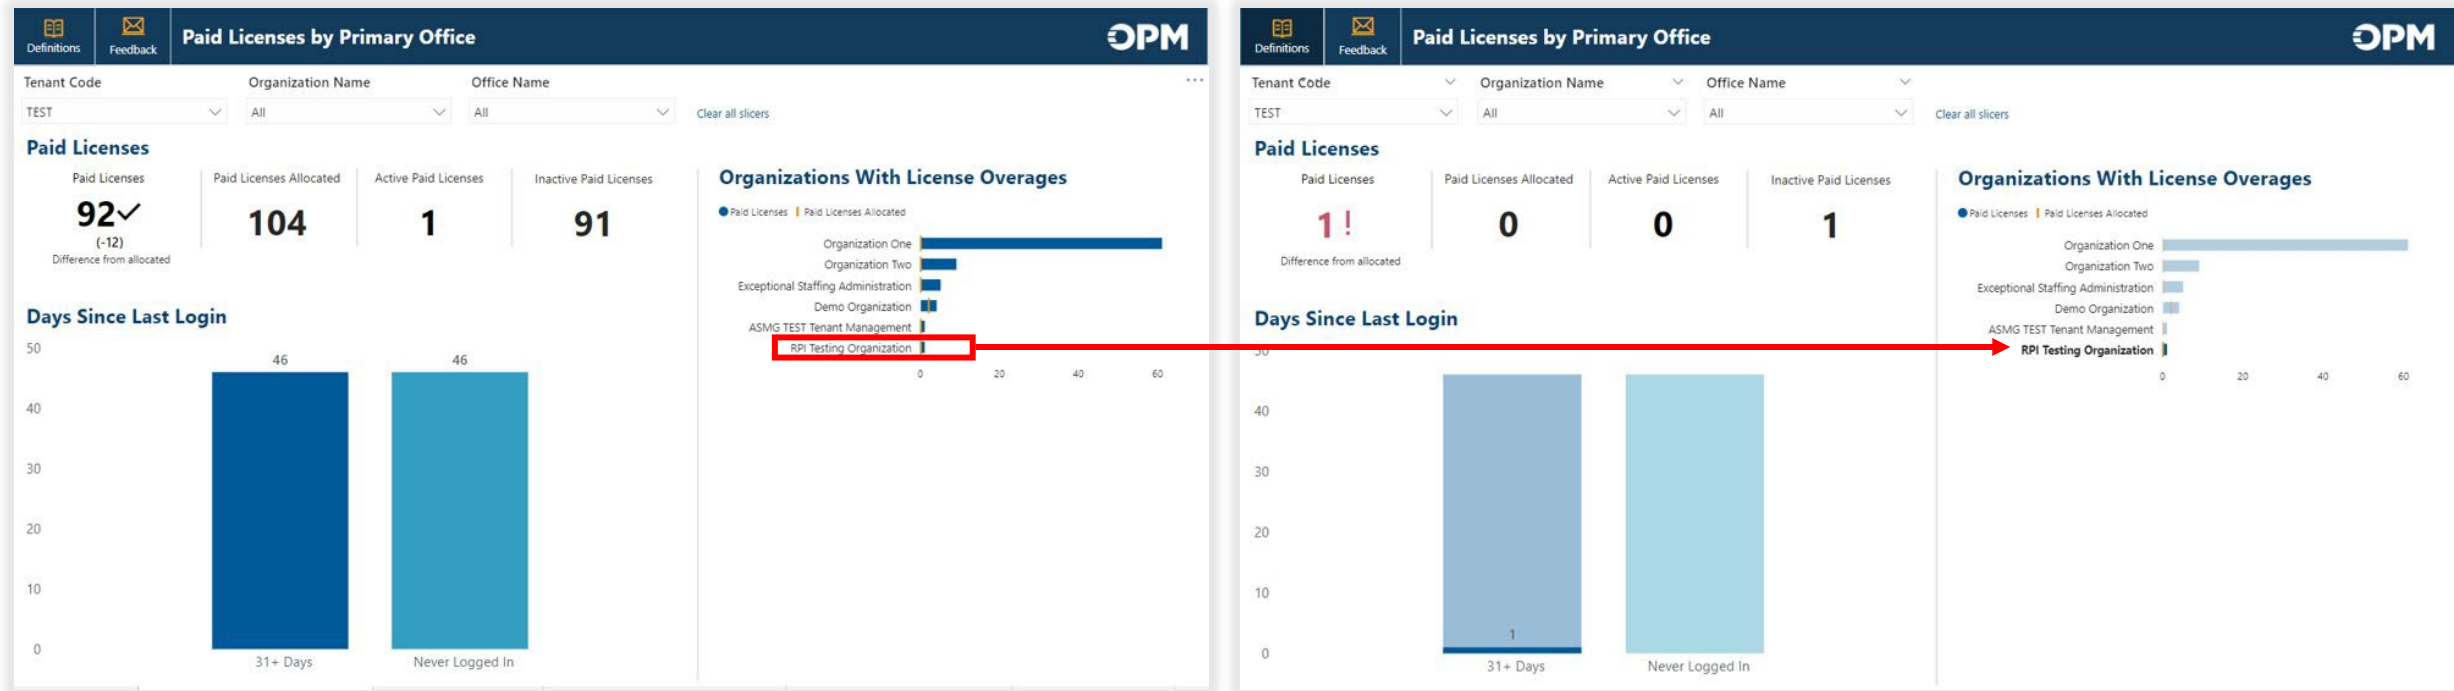 Definitions
Feedback
Paid Licenses by Primary Office
OPM
Tenant Code
Organization Name
Office Name
...
TEST
All
All
Clear all slicers
Paid Licenses
Paid Licenses
92
(-12)
Difference from allocated
Paid Licenses Allocated
104
Active Paid Licenses
1
Inactive Paid Licenses
91
Organizations With License Overages
Paid Licenses
Paid Licenses Allocated
Organization One
Organization Two
Exceptional Staffing Administration
Demo Organization
ASMG TEST Tenant Management
RPI Testing Organization
0 20 40 60
Days Since Last Login
50
40
30
20
10
0
46
46
31+ Days
Never Logged In
Definitions
Feedback
Paid Licenses by Primary Office
OPM
Tenant Code
Organization Name
Office Name
TEST
All
All
Clear all slicers
Paid Licenses
Paid Licenses
1!
Difference from allocated
Paid Licenses Allocated
0
Active Paid Licenses
0
Inactive Paid Licenses
1
Organizations With License Overages
Paid Licenses
Paid Licenses Allocated
Organization One
Organization Two
Exceptional Staffing Administration
Demo Organization
ASMG TEST Tenant Management
RPI Testing Organization
0 20 40 60
Days Since Last Login
50
40
30
20
10
0
1
31+ Days
Never Logged In